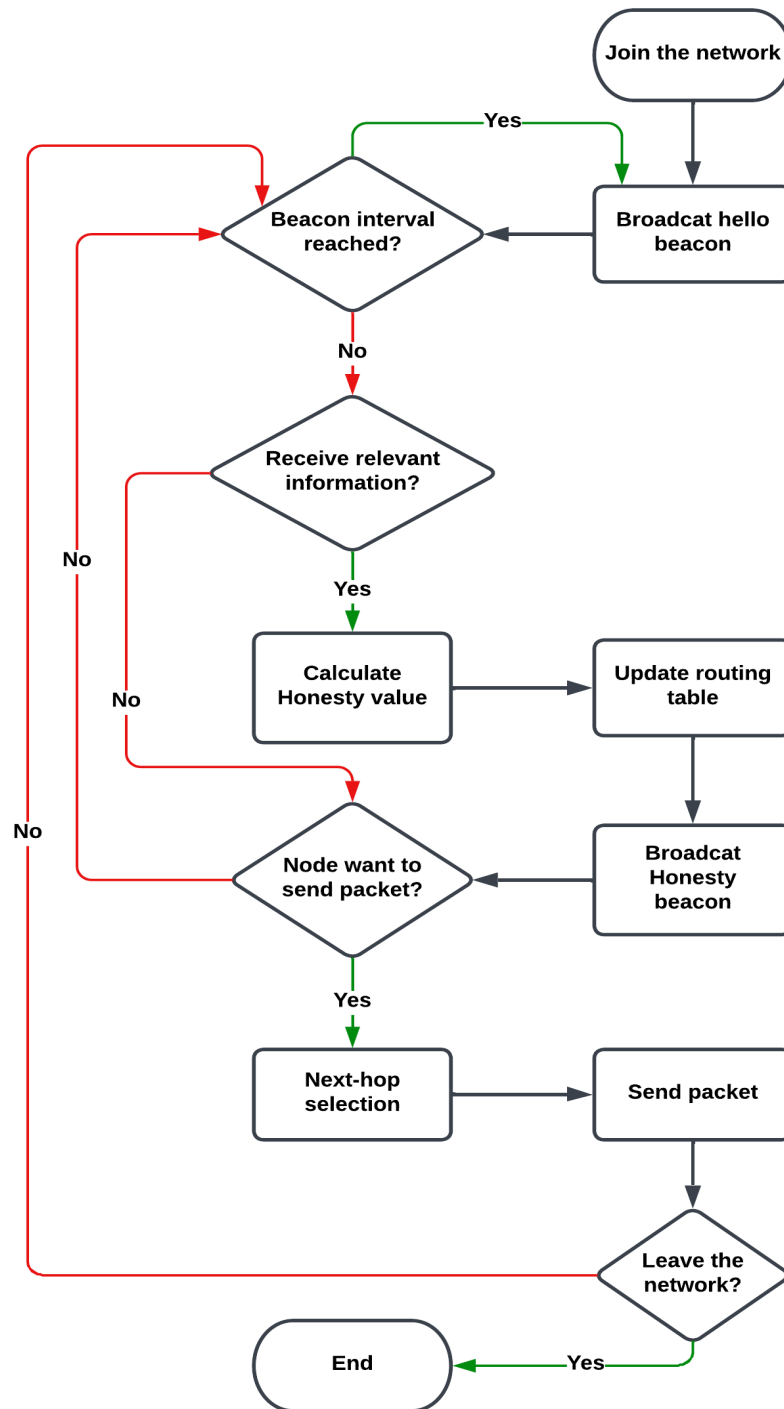 Join the network
Yes
Beacon interval
reached?
Broadcat hello
beacon
No
Receive relevant
information?
No
Yes
Calculate
Honesty value
Update routing
table
No
No
Node want to
send packet?
Broadcat
Honesty
beacon
Yes
Next-hop
selection
Send packet
Leave the
network?
End
Yes